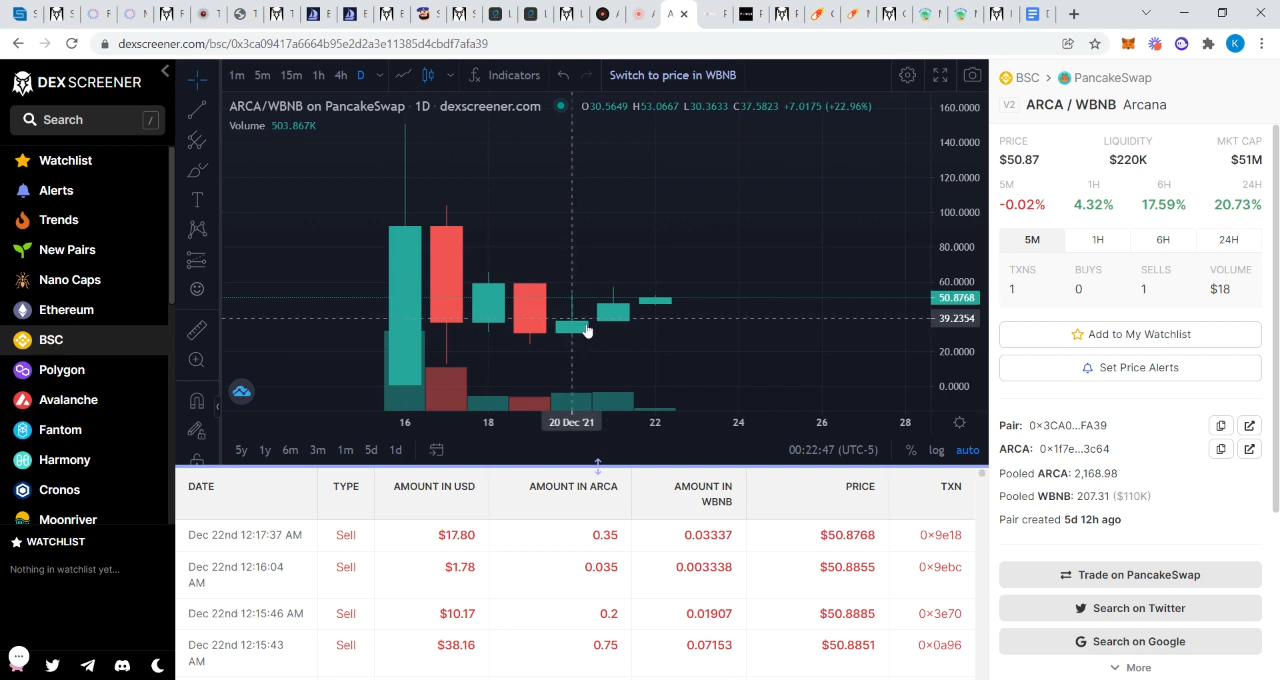 dexscreener.com/bsc/0x3ca09417a6664b95e2d2a3e11385d4cbdf7afa39
K
DEX SCREENER
Search /
Watchlist
Alerts
Trends
New Pairs
Nano Caps
Ethereum
BSC
Polygon
Avalanche
Fantom
Harmony
Cronos
Moonriver
WATCHLIST
Nothing in watchlist yet...
1m 5m 15m 1h 4h D Indicators Switch to price in WBNB
ARCA/WBNB on PancakeSwap · 1D · dexscreener.com O30.5649 H53.0667 L30.3633 C37.5823 +7.0175 (+22.96%)
Volume 503.867K
160.0000
140.0000
120.0000
100.0000
80.0000
60.0000
50.8768
39.2354
20.0000
0.0000
16 18 20 Dec '21 22 24 26 28
5y 1y 6m 3m 1m 5d 1d 00:22:47 (UTC-5) % log auto
DATE TYPE AMOUNT IN USD AMOUNT IN ARCA AMOUNT IN WBNB PRICE TXN
Dec 22nd 12:17:37 AM Sell $17.80 0.35 0.03337 $50.8768 0×9e18
Dec 22nd 12:16:04 AM Sell $1.78 0.035 0.003338 $50.8855 0×9ebc
Dec 22nd 12:15:46 AM Sell $10.17 0.2 0.01907 $50.8885 0×3e70
Dec 22nd 12:15:43 AM Sell $38.16 0.75 0.07153 $50.8851 0×0a96
BSC > PancakeSwap
V2 ARCA / WBNB Arcana
PRICE LIQUIDITY MKT CAP
$50.87 $220K $51M
5M 1H 6H 24H
-0.02% 4.32% 17.59% 20.73%
5M 1H 6H 24H
TXNS BUYS SELLS VOLUME
1 0 1 $18
Add to My Watchlist
Set Price Alerts
Pair: 0×3CA0...FA39
ARCA: 0×1f7e...3c64
Pooled ARCA: 2,168.98
Pooled WBNB: 207.31 ($110K)
Pair created 5d 12h ago
Trade on PancakeSwap
Search on Twitter
Search on Google
More